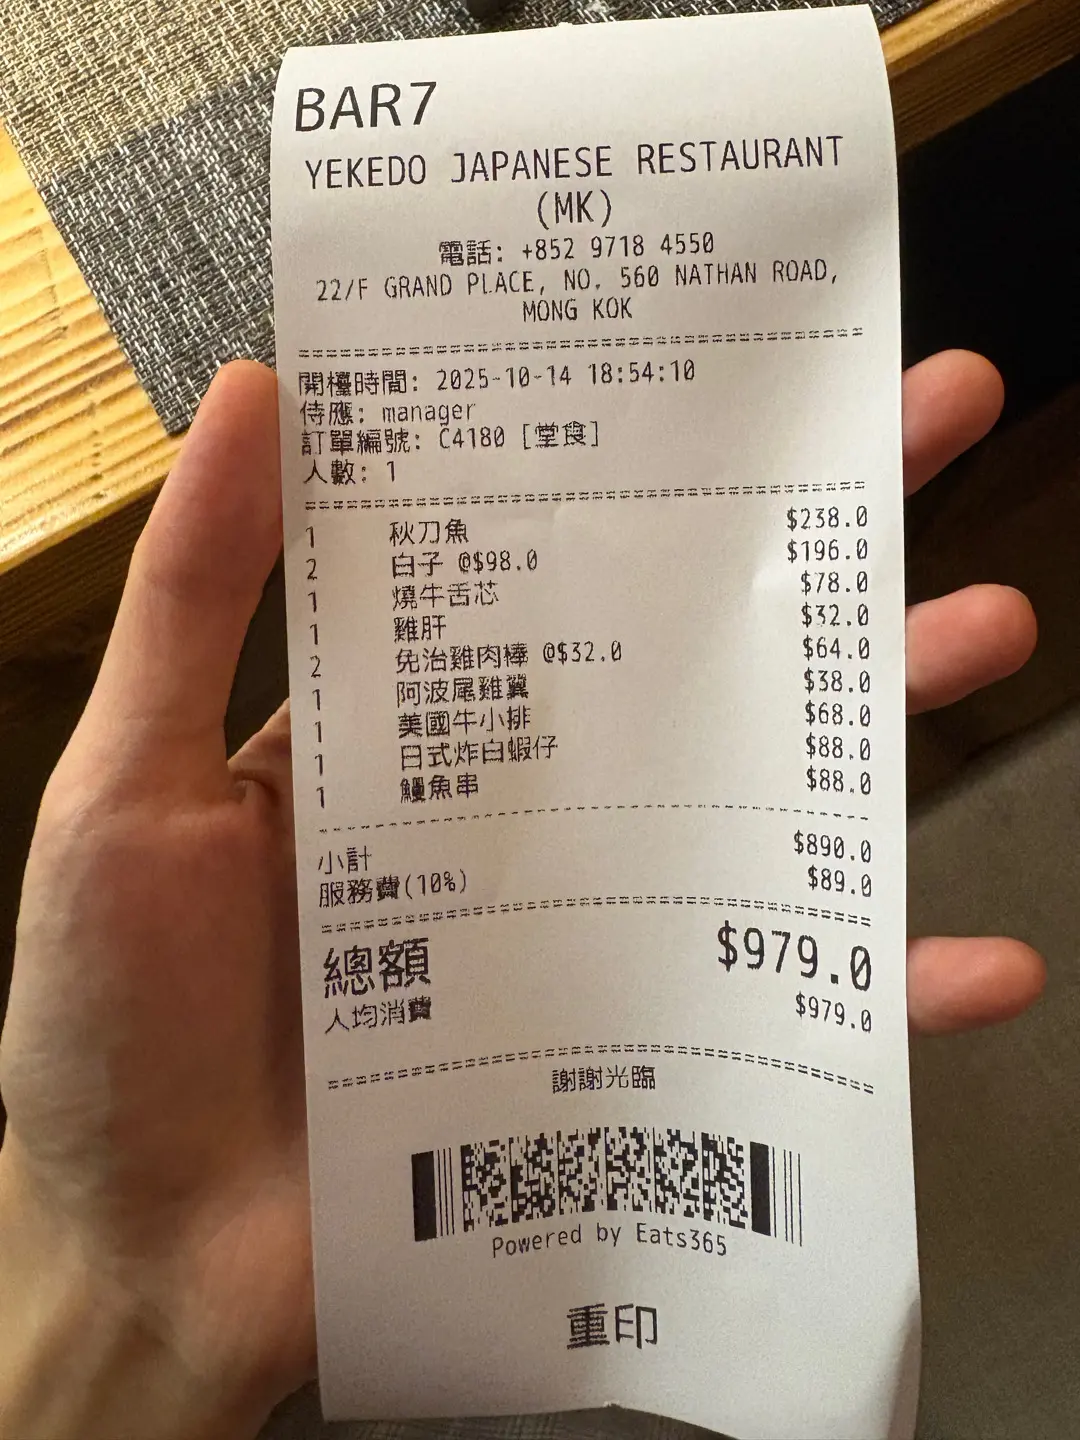 BAR7
YEKEDO JAPANESE RESTAURANT
(MK)
電話: +852 9718 4550
22/F GRAND PLACE, NO. 560 NATHAN ROAD,
MONG KOK
開檯時間: 2025-10-14 18:54:10
侍應: manager
訂單編號: C4180 [堂食]
人數: 1
1 秋刀魚 $238.0
2 白子 @$98.0 $196.0
1 燒牛舌芯 $78.0
1 雞肝 $32.0
2 免治雞肉棒 @$32.0 $64.0
1 阿波尾雞翼 $38.0
1 美國牛小排 $68.0
1 日式炸白蝦仔 $88.0
1 鰻魚串 $88.0
小計 $890.0
服務費(10%) $89.0
總額 $979.0
人均消費 $979.0
謝謝光臨
Powered by Eats365
重印